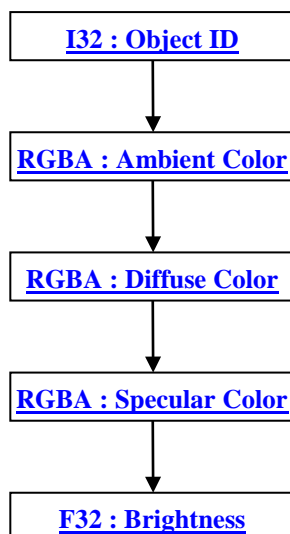 I32 : Object ID
RGBA : Ambient Color
RGBA : Diffuse Color
RGBA : Specular Color
F32 : Brightness